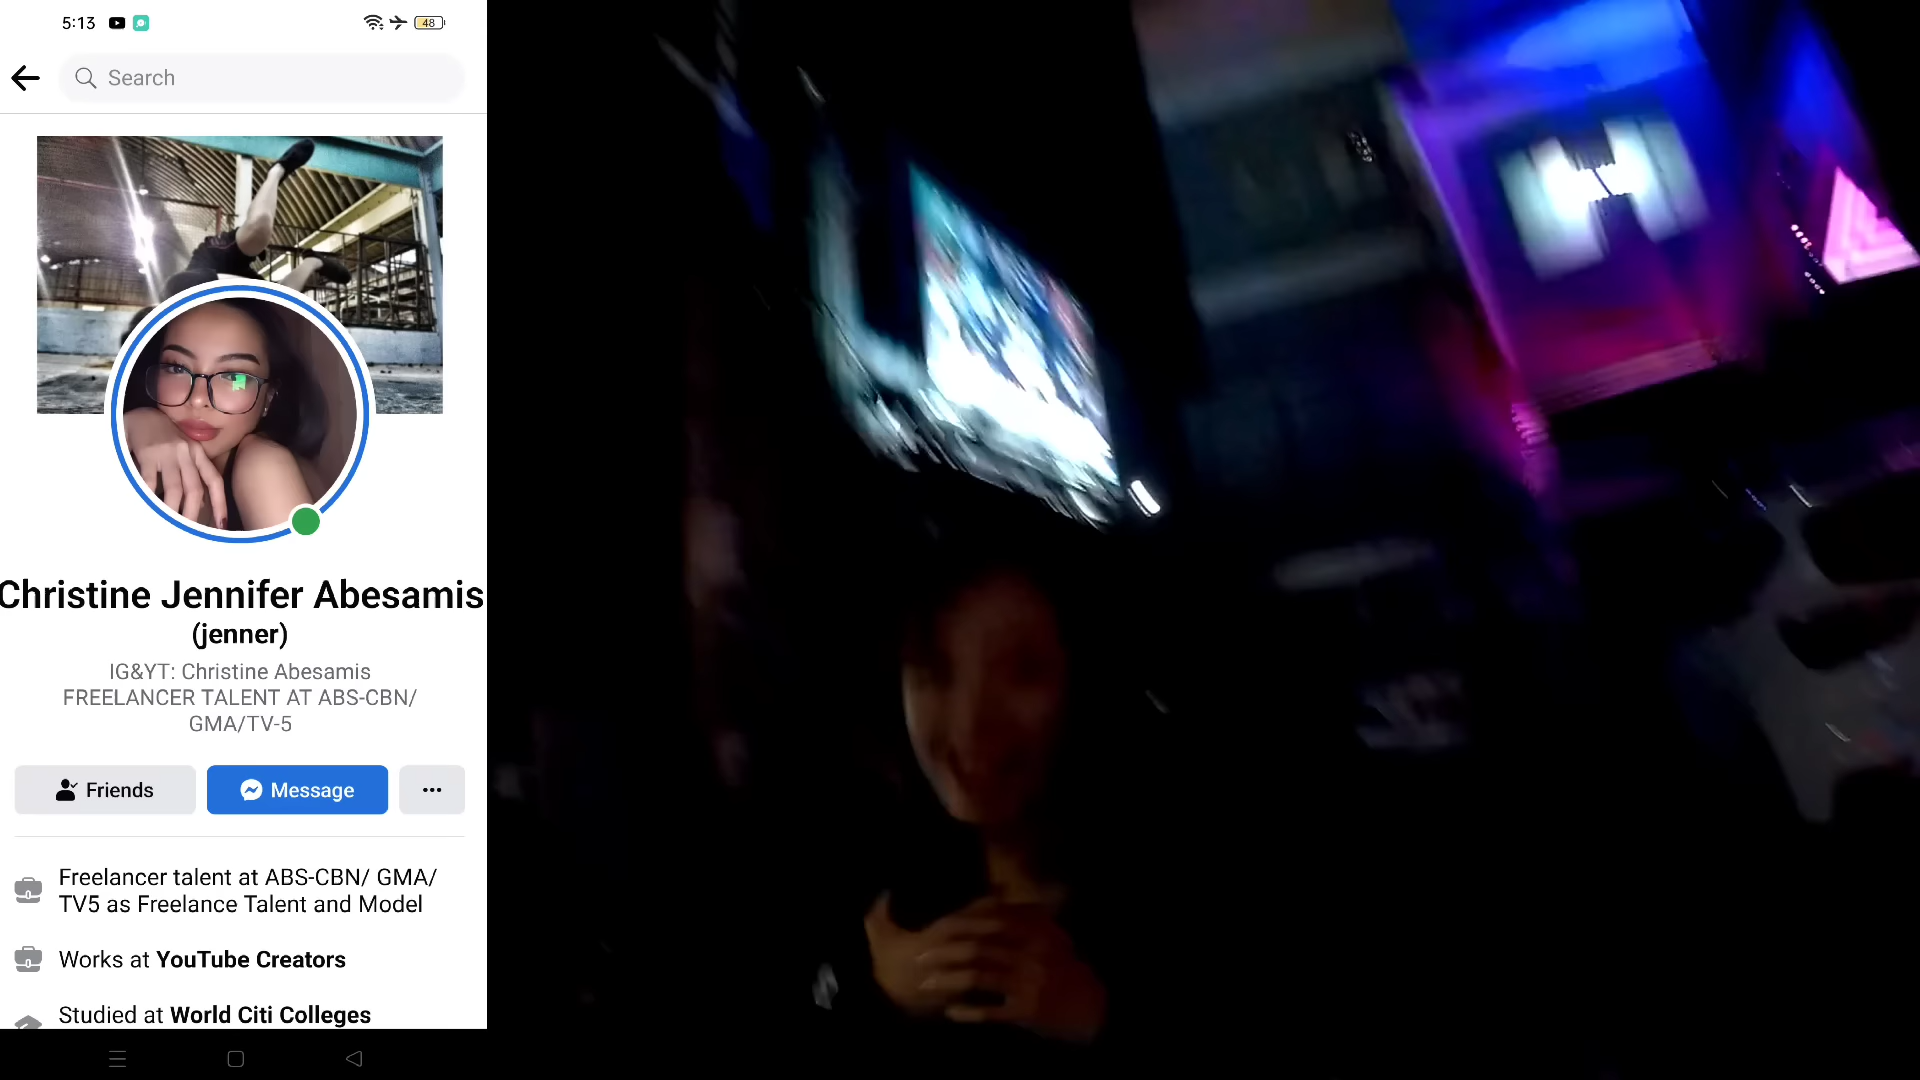 5:13
48
Search
Christine Jennifer Abesamis
(jenner)
IG&YT: Christine Abesamis
FREELANCER TALENT AT ABS-CBN/
GMA/TV-5
Friends
Message
Freelancer talent at ABS-CBN/ GMA/
TV5 as Freelance Talent and Model
Works at YouTube Creators
Studied at World Citi Colleges